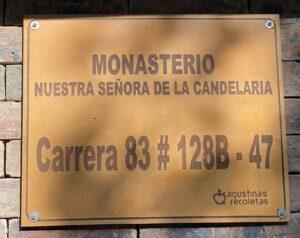 MONASTERIO
NUESTRA SEÑORA DE LA CANDELARIA
Carrera 83 # 128B - 47
agustinas
recoletas